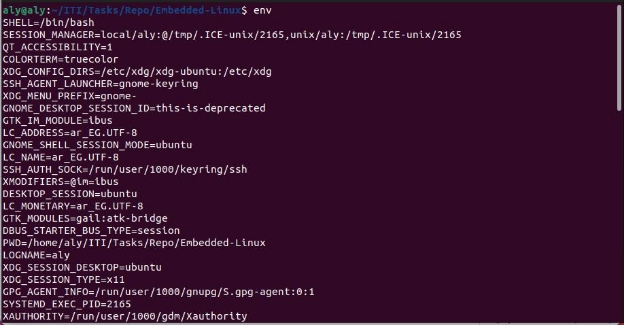 aly@aly:~/ITI/Tasks/Repo/Embedded-Linux$ env
SHELL=/bin/bash
SESSION_MANAGER=local/aly:@/tmp/.ICE-unix/2165,unix/aly:/tmp/.ICE-unix/2165
QT_ACCESSIBILITY=1
COLORTERM=truecolor
XDG_CONFIG_DIRS=/etc/xdg/xdg-ubuntu:/etc/xdg
SSH_AGENT_LAUNCHER=gnome-keyring
XDG_MENU_PREFIX=gnome-
GNOME_DESKTOP_SESSION_ID=this-is-deprecated
GTK_IM_MODULE=ibus
LC_ADDRESS=ar_EG.UTF-8
GNOME_SHELL_SESSION_MODE=ubuntu
LC_NAME=ar_EG.UTF-8
SSH_AUTH_SOCK=/run/user/1000/keyring/ssh
XMODIFIERS=@im=ibus
DESKTOP_SESSION=ubuntu
LC_MONETARY=ar_EG.UTF-8
GTK_MODULES=gail:atk-bridge
DBUS_STARTER_BUS_TYPE=session
PWD=/home/aly/ITI/Tasks/Repo/Embedded-Linux
LOGNAME=aly
XDG_SESSION_DESKTOP=ubuntu
XDG_SESSION_TYPE=x11
GPG_AGENT_INFO=/run/user/1000/gnupg/S.gpg-agent:0:1
SYSTEMD_EXEC_PID=2165
XAUTHORITY=/run/user/1000/gdm/Xauthority